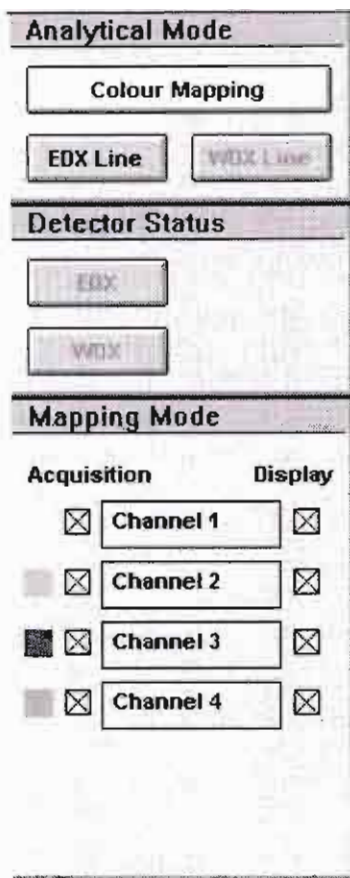 Analytical Mode
Colour Mapping
EDX Line WDX Line
Detector Status
EDX
WDX
Mapping Mode
Acquisition Display
Channel 1
Channel 2
Channel 3
Channel 4